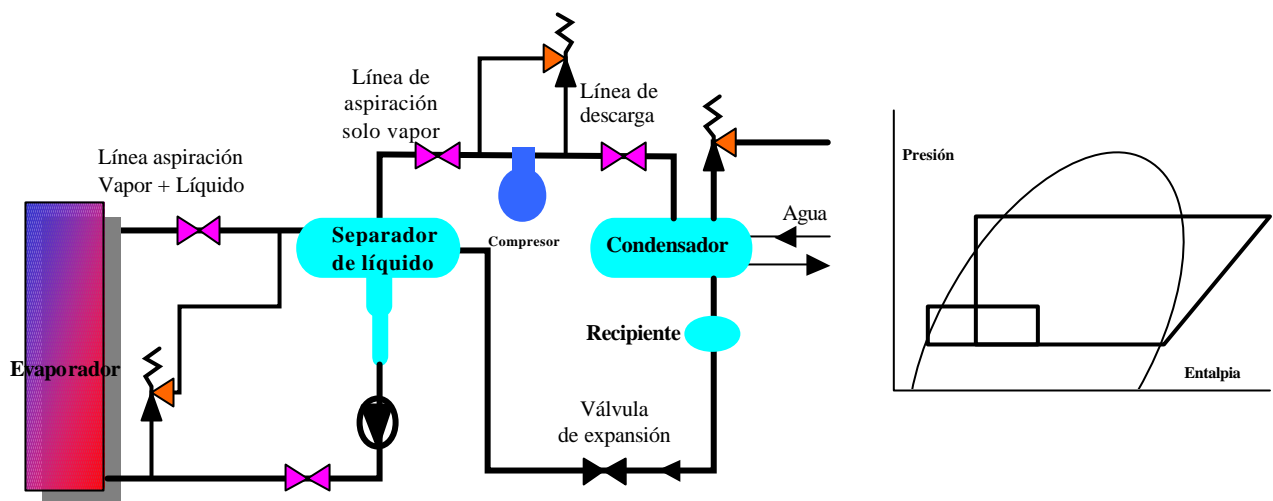 Línea de
aspiración
solo vapor
Línea de
descarga
Línea aspiración
Vapor + Líquido
Presión
Agua
Separador
de líquido
Compresor
Condensador
Recipiente
Evaporador
Entalpia
Válvula
de expansión